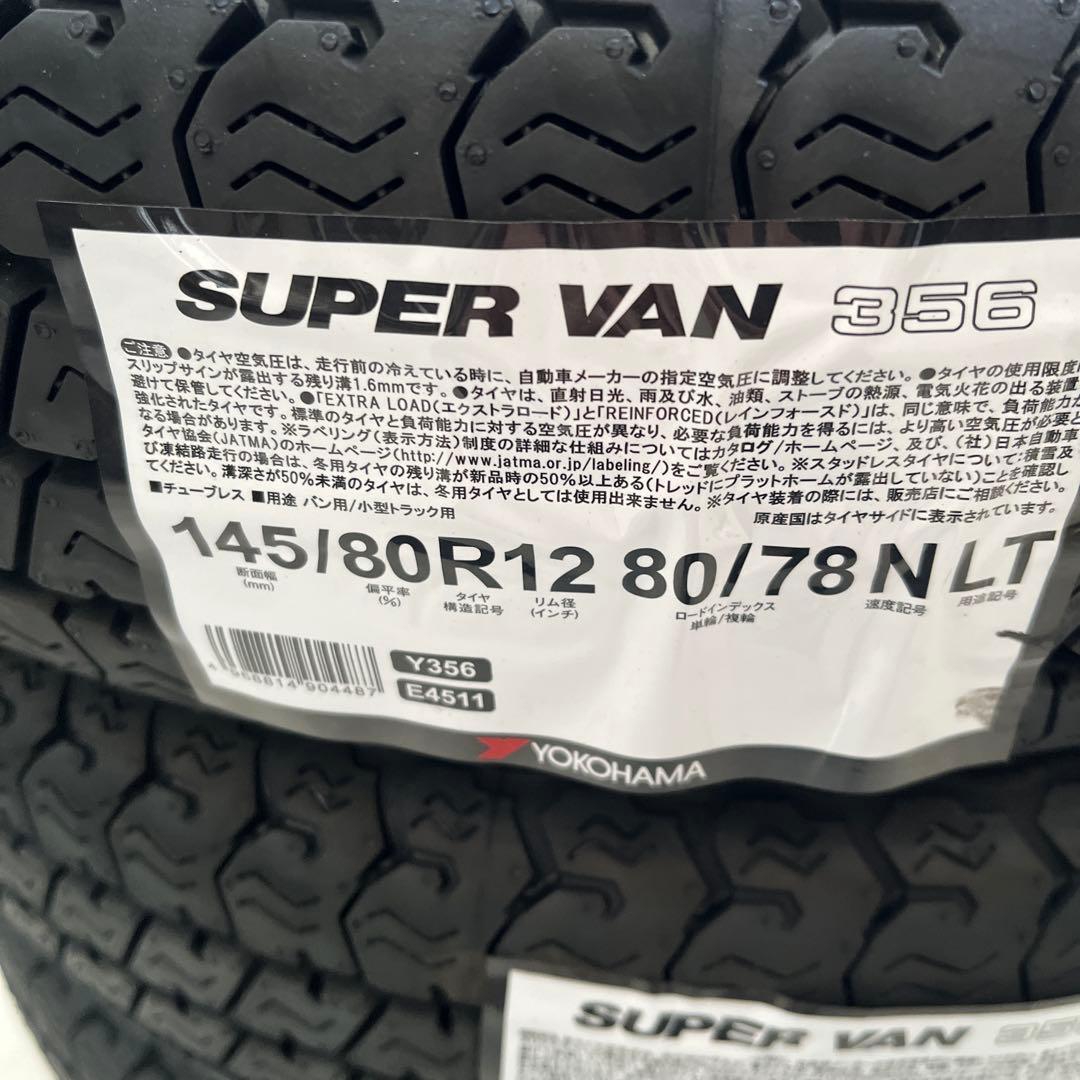 SUPER VAN 356
ご注意 ●タイヤ空気圧は、走行前の冷えている時に、自動車メーカーの指定空気圧に調整してください。●タイヤの使用限度は
スリップサインが露出する残り溝1.6mmです。●タイヤは、直射日光、雨及び水、油類、ストーブの熱源、電気火花の出る装置
避けて保管してください。●「EXTRA LOAD(エクストラロード)」と「REINFORCED(レインフォースド)」は、同じ意味で、負荷能力が
強化されたタイヤです。標準のタイヤと負荷能力に対する空気圧が異なり、必要な負荷能力を得るには、より高い空気圧が必要と
なる場合があります。※ラベリング(表示方法)制度の詳細な仕組みについてはカタログ/ホームページ、及び、(社)日本自動車
タイヤ協会(JATMA)のホームページ(http://www.jatma.or.jp/labeling/)をご覧ください。※スタッドレスタイヤについて:積雪及
び凍結路走行の場合は、冬用タイヤの残り溝が新品時の50%以上ある(トレッドにプラットホームが露出していない)ことを確認し
てください。溝深さが50%未満のタイヤは、冬用タイヤとしては使用出来ません。※タイヤ装着の際には、販売店にご相談ください。
■チューブレス ■用途 バン用/小型トラック用
原産国はタイヤサイドに表示されています。
145/80R12 80/78N LT
断面幅 (mm)
偏平率 (%)
タイヤ構造記号
リム径 (インチ)
ロードインデックス 単輪/複輪
速度記号
用途記号
4 968814 904487
Y356
E4511
YOKOHAMA
SUPER VAN 356